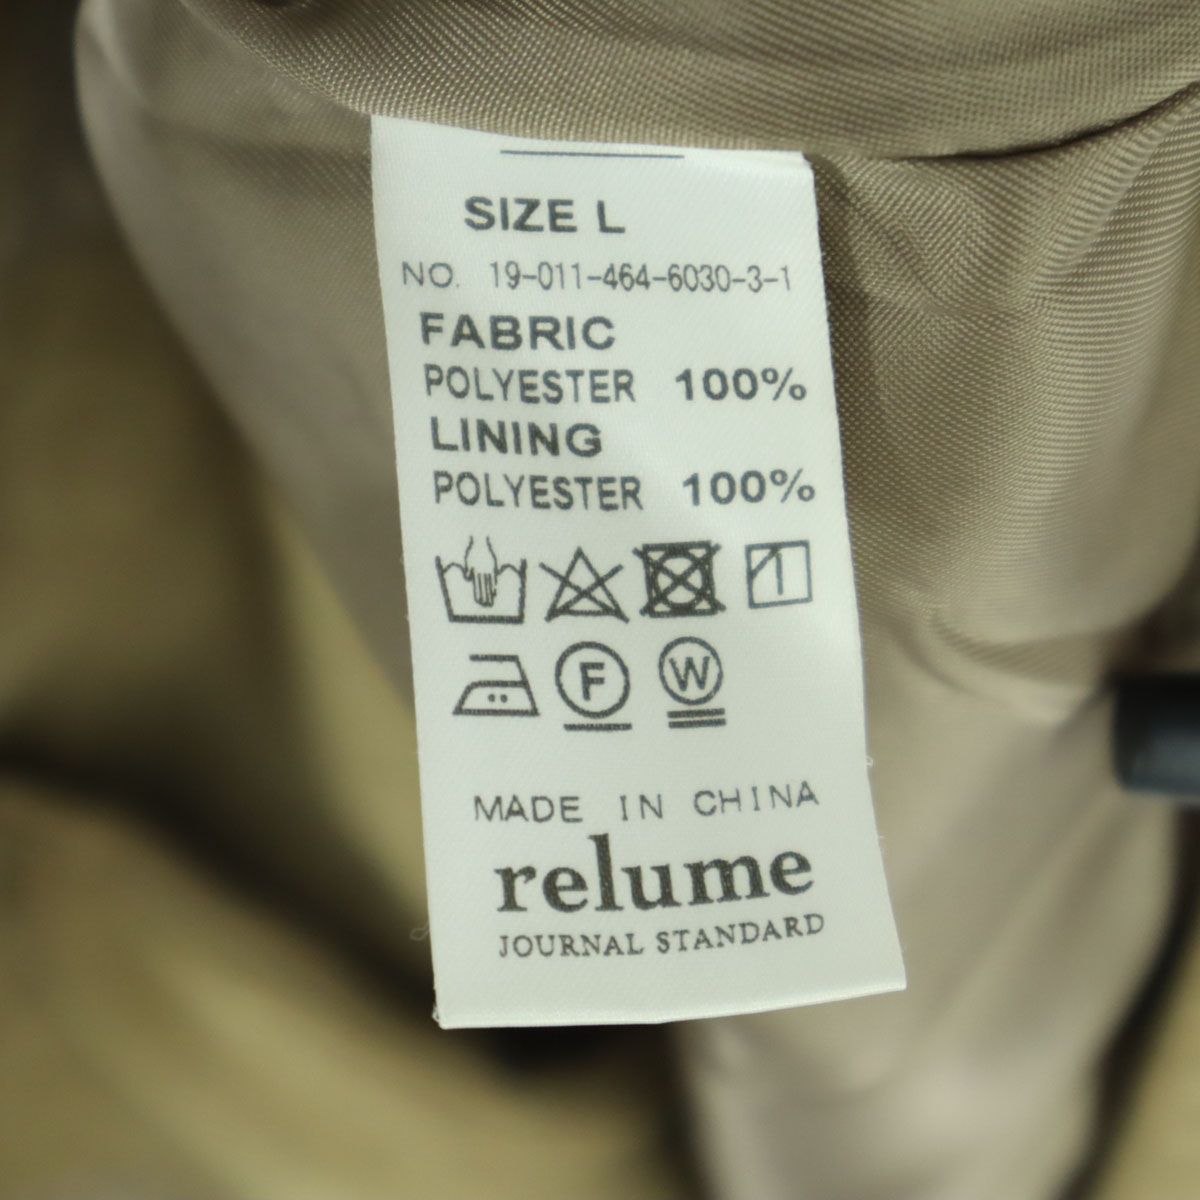 SIZE L
NO. 19-011-464-6030-3-1
FABRIC
POLYESTER 100%
LINING
POLYESTER 100%
F W
MADE IN CHINA
relume
JOURNAL STANDARD